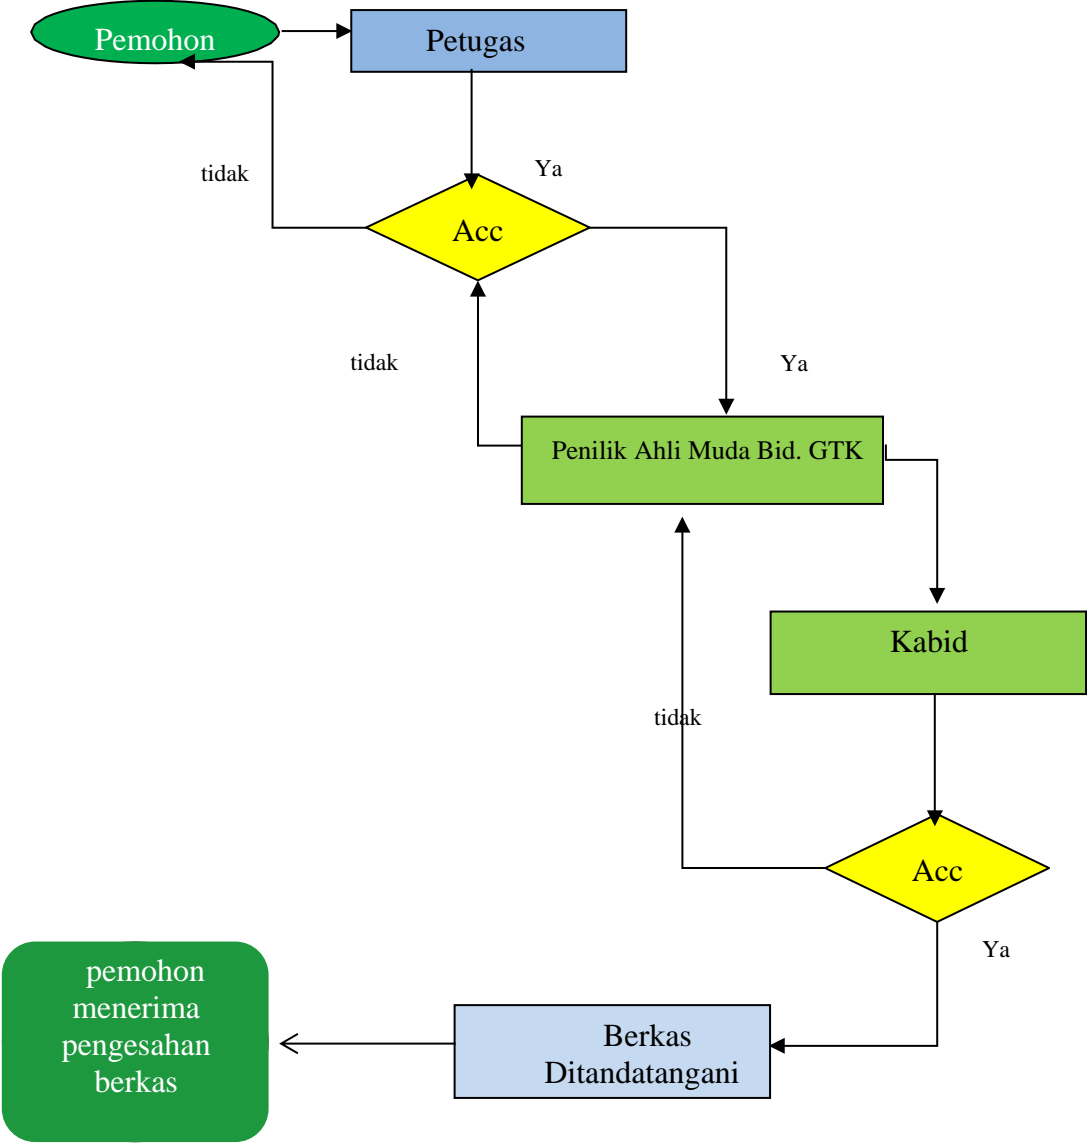 Pemohon
Petugas
tidak
Ya
Acc
tidak
Ya
Penilik Ahli Muda Bid. GTK
Kabid
tidak
Acc
Ya
pemohon
menerima
pengesahan
berkas
Berkas
Ditandatangani